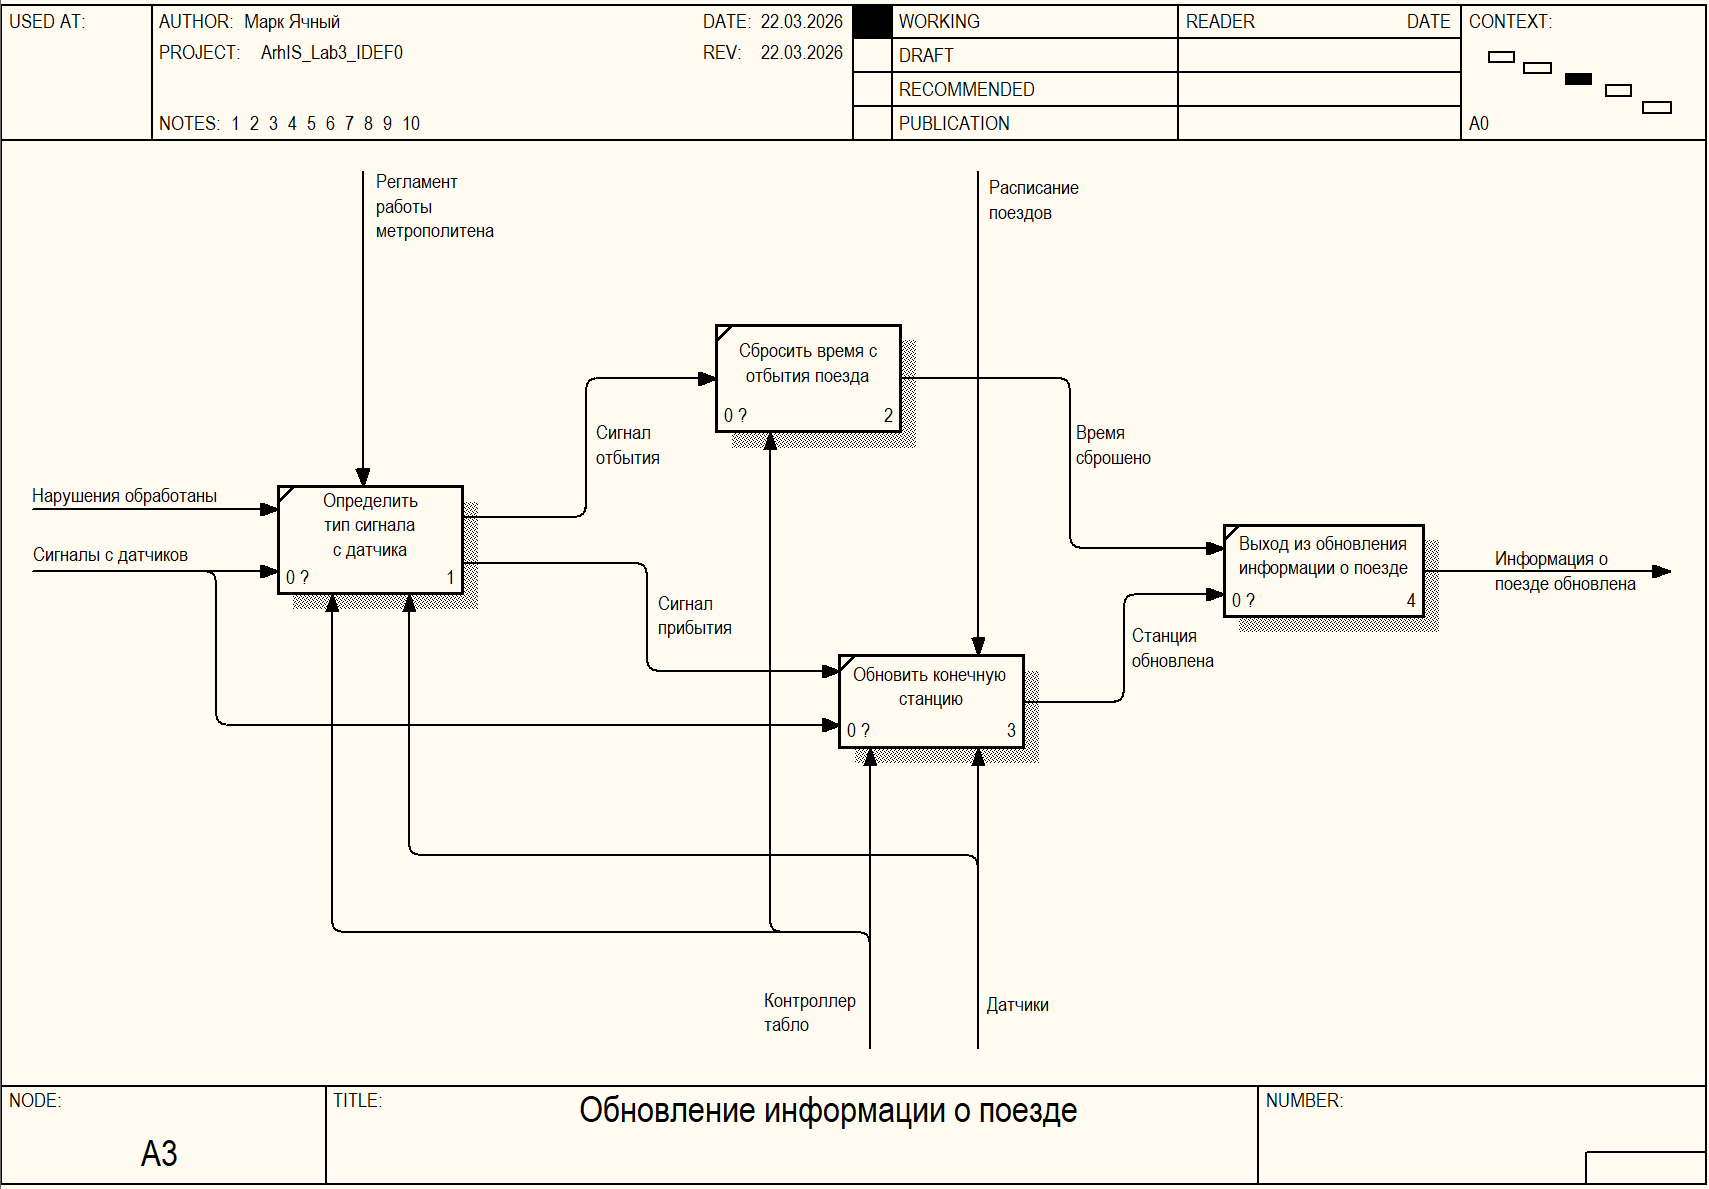 USED AT:
AUTHOR: Марк Ячный
DATE: 22.03.2026
PROJECT: ArhIS_Lab3_IDEF0
REV: 22.03.2026
NOTES: 1 2 3 4 5 6 7 8 9 10
WORKING
DRAFT
RECOMMENDED
PUBLICATION
READER DATE
CONTEXT:
A0
Регламент
работы
метрополитена
Расписание
поездов
Сбросить время с
отбытия поезда
0 ? 2
Сигнал
отбытия
Время
сброшено
Нарушения обработаны
Сигналы с датчиков
Определить
тип сигнала
с датчика
0 ? 1
Выход из обновления
информации о поезде
0 ? 4
Информация о
поезде обновлена
Сигнал
прибытия
Станция
обновлена
Обновить конечную
станцию
0 ? 3
Контроллер
табло
Датчики
NODE:
A3
TITLE:
Обновление информации о поезде
NUMBER: